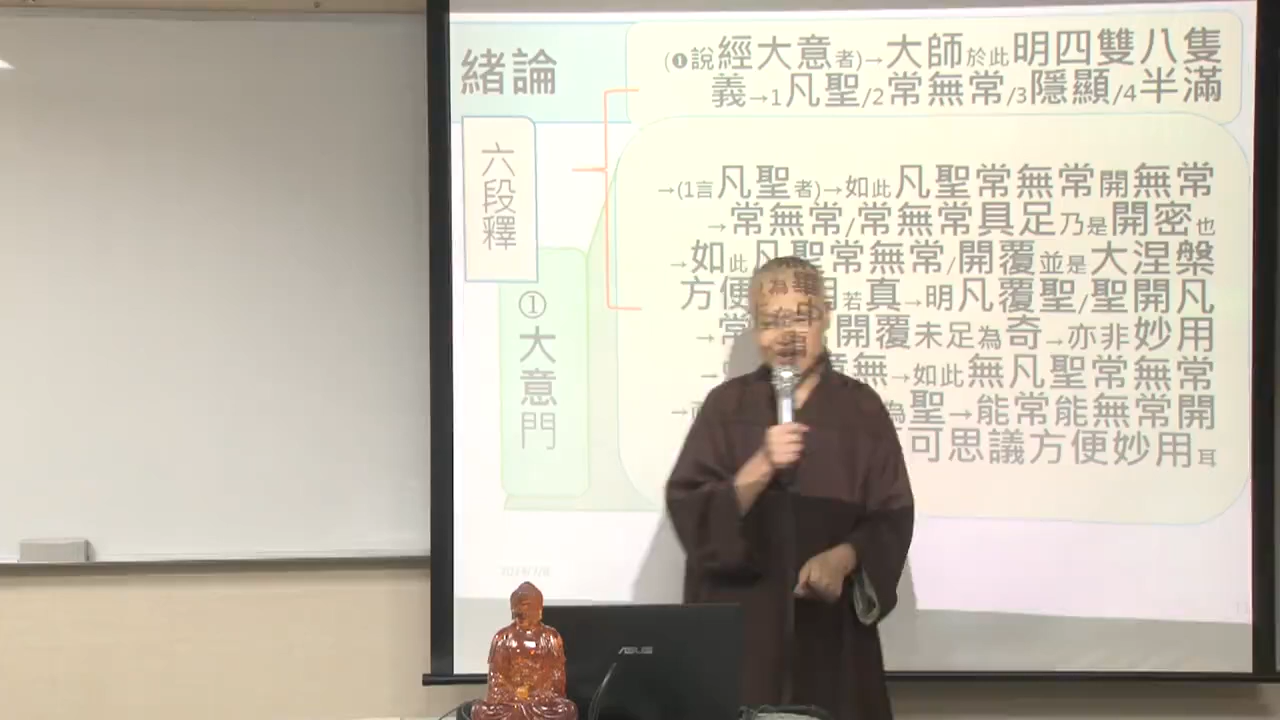 緒論
(❶說經大意者)→大師於此明四雙八隻
義→1凡聖/2常無常/3隱顯/4半滿
六段釋
①大意門
→(1言凡聖者)→如此凡聖常無常開無常
→常無常/常無常具足乃是開密也
→如此凡聖常無常/開覆並是大涅槃
方便 若真→明凡覆聖/聖開凡
→常 開覆未足為奇→亦非妙用
無→如此無凡聖常無常
→ 為聖→能常能無常開
可思議方便妙用耳
ASUS